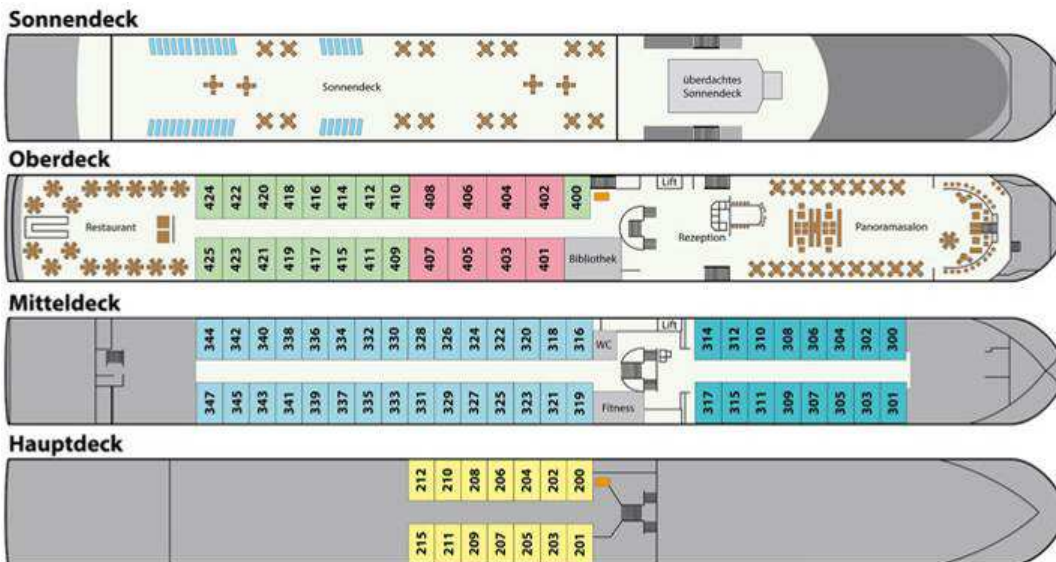 Sonnendeck
Sonnendeck
überdachtes
Sonnendeck
Oberdeck
424 422 420 418 416 414 412 410 408 406 404 402 400
Lift
Restaurant
Rezeption
Panoramasalon
425 423 421 419 417 415 411 409 407 405 403 401
Bibliothek
Mitteldeck
344 342 340 338 336 334 332 330 328 326 324 322 320 318 316
WC
Lift
314 312 310 308 306 304 302 300
347 345 343 341 339 337 335 333 331 329 327 325 323 321 319
Fitness
317 315 311 309 307 305 303 301
Hauptdeck
212 210 208 206 204 202 200
215 211 209 207 205 203 201